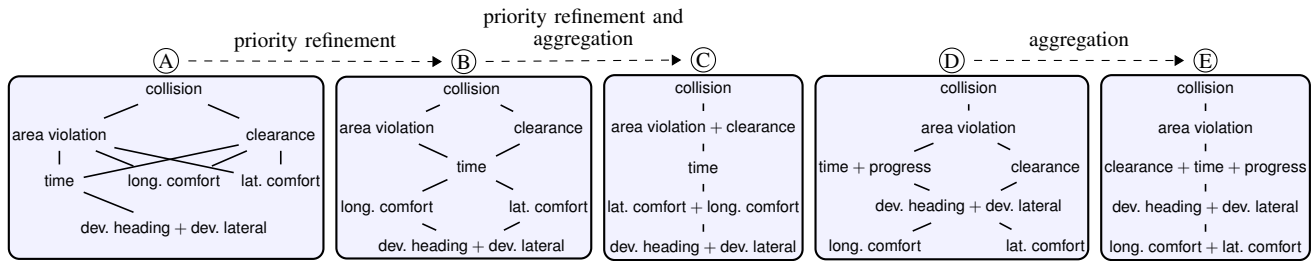 priority refinement
priority refinement and
aggregation
aggregation
A
B
C
D
E
collision
area violation clearance
time long. comfort lat. comfort
dev. heading + dev. lateral
collision
area violation clearance
time
long. comfort lat. comfort
dev. heading + dev. lateral
collision
area violation + clearance
time
lat. comfort + long. comfort
dev. heading + dev. lateral
collision
area violation
time + progress clearance
dev. heading + dev. lateral
long. comfort lat. comfort
collision
area violation
clearance + time + progress
dev. heading + dev. lateral
long. comfort + lat. comfort